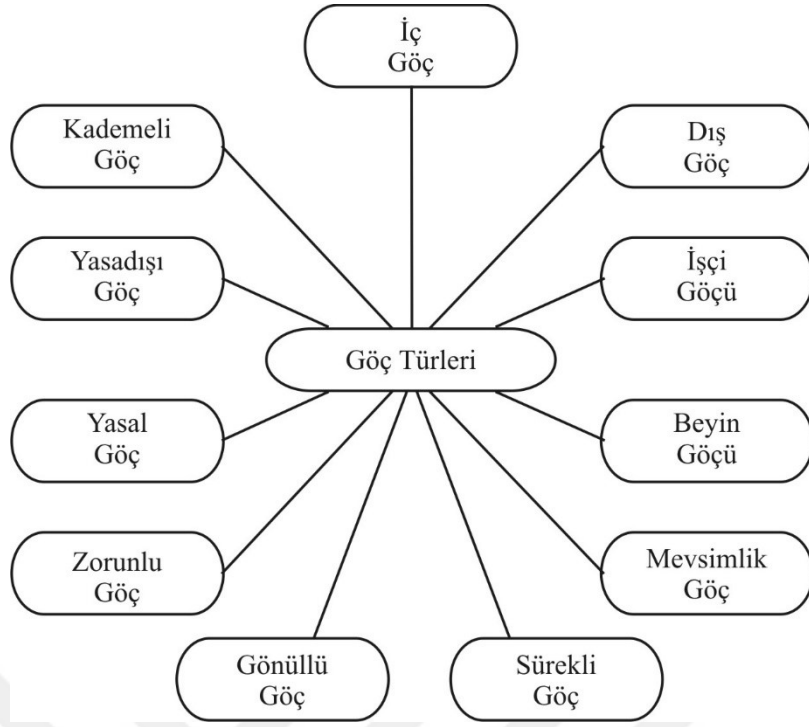 İç
Göç
Kademeli
Göç
Dış
Göç
Yasadışı
Göç
İşçi
Göçü
Göç Türleri
Yasal
Göç
Beyin
Göçü
Zorunlu
Göç
Mevsimlik
Göç
Gönüllü
Göç
Sürekli
Göç